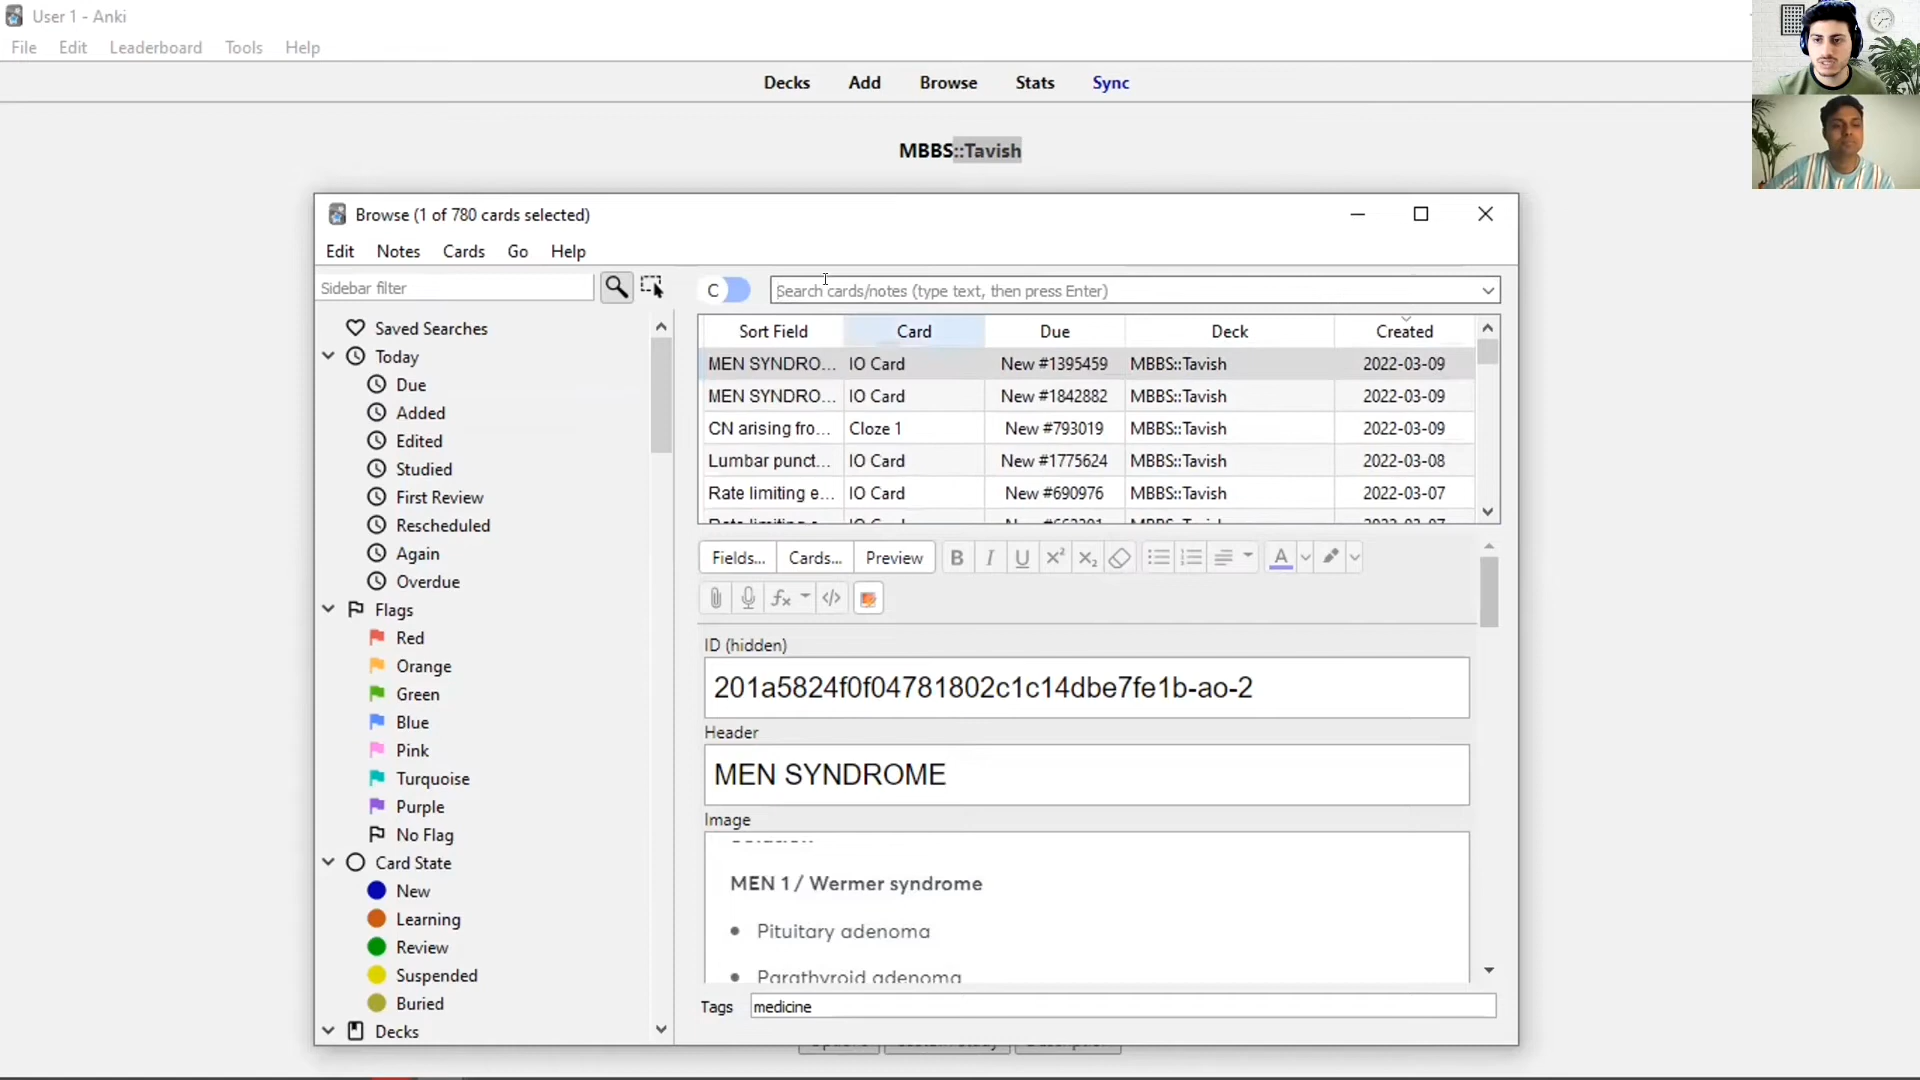 User 1 - Anki
File Edit Leaderboard Tools Help
Decks Add Browse Stats Sync
MBBS::Tavish
Browse (1 of 780 cards selected)
Edit Notes Cards Go Help
Sidebar filter
C
Search cards/notes (type text, then press Enter)
Saved Searches
Today
Due
Added
Edited
Studied
First Review
Rescheduled
Again
Overdue
Flags
Red
Orange
Green
Blue
Pink
Turquoise
Purple
No Flag
Card State
New
Learning
Review
Suspended
Buried
Decks
Sort Field Card Due Deck Created
MEN SYNDRO... IO Card New #1395459 MBBS::Tavish 2022-03-09
MEN SYNDRO... IO Card New #1842882 MBBS::Tavish 2022-03-09
CN arising fro... Cloze 1 New #793019 MBBS::Tavish 2022-03-09
Lumbar punct... IO Card New #1775624 MBBS::Tavish 2022-03-08
Rate limiting e... IO Card New #690976 MBBS::Tavish 2022-03-07
Fields... Cards... Preview B I U x² x₂ A
fx </>
ID (hidden)
201a5824f0f04781802c1c14dbe7fe1b-ao-2
Header
MEN SYNDROME
Image
MEN 1 / Wermer syndrome
• Pituitary adenoma
• Parathyroid adenoma
Tags medicine